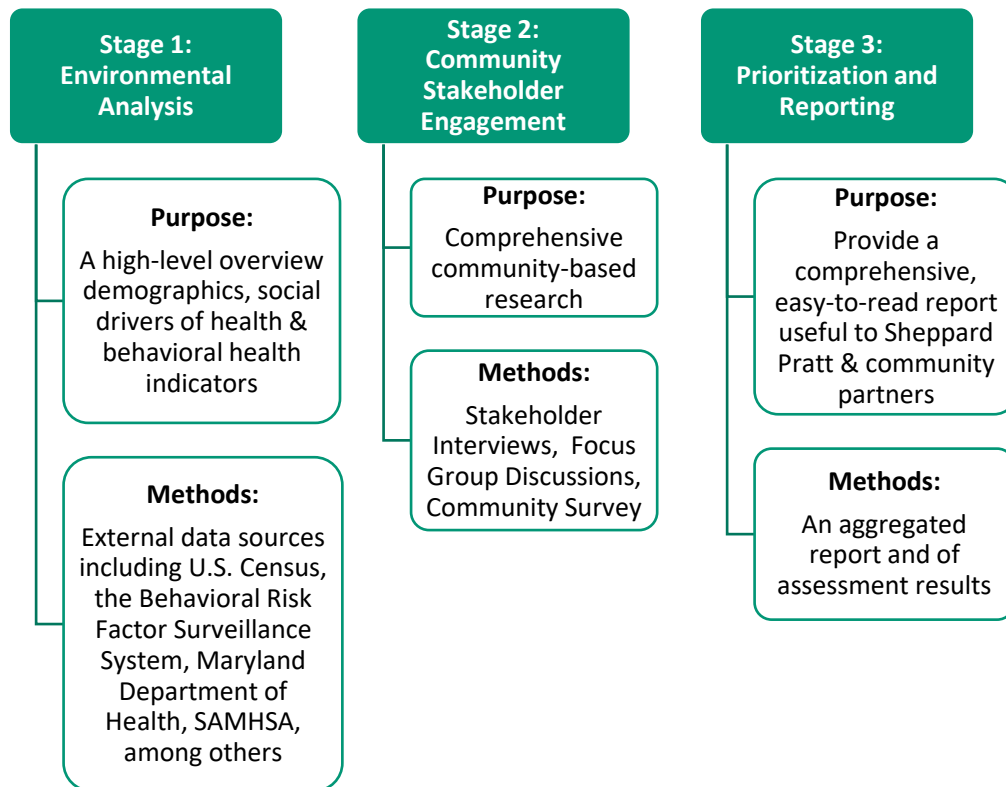 Stage 1:
Environmental
Analysis
Purpose:
A high-level overview
demographics, social
drivers of health &
behavioral health
indicators
Methods:
External data sources
including U.S. Census,
the Behavioral Risk
Factor Surveillance
System, Maryland
Department of
Health, SAMHSA,
among others
Stage 2:
Community
Stakeholder
Engagement
Purpose:
Comprehensive
community-based
research
Methods:
Stakeholder
Interviews, Focus
Group Discussions,
Community Survey
Stage 3:
Prioritization and
Reporting
Purpose:
Provide a
comprehensive,
easy-to-read report
useful to Sheppard
Pratt & community
partners
Methods:
An aggregated
report and of
assessment results